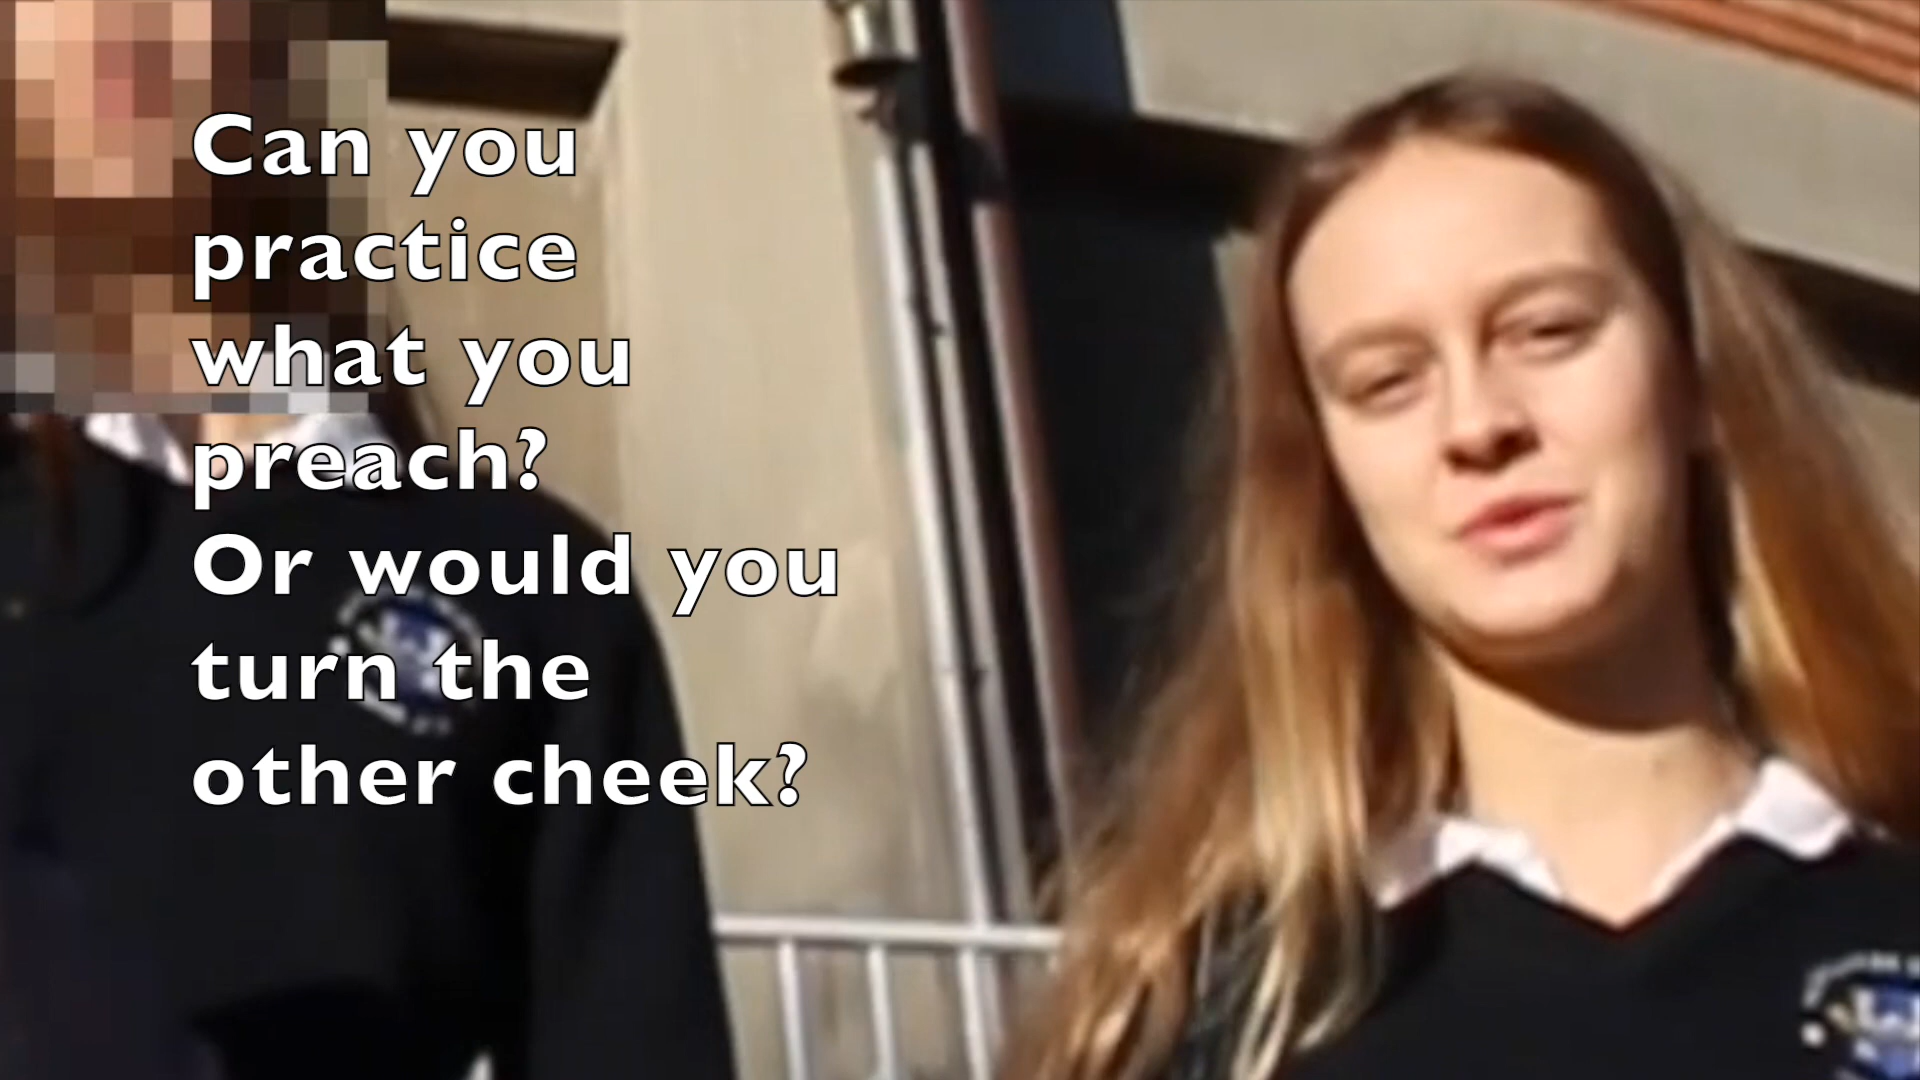 Can you
practice
what you
preach?
Or would you
turn the
other cheek?